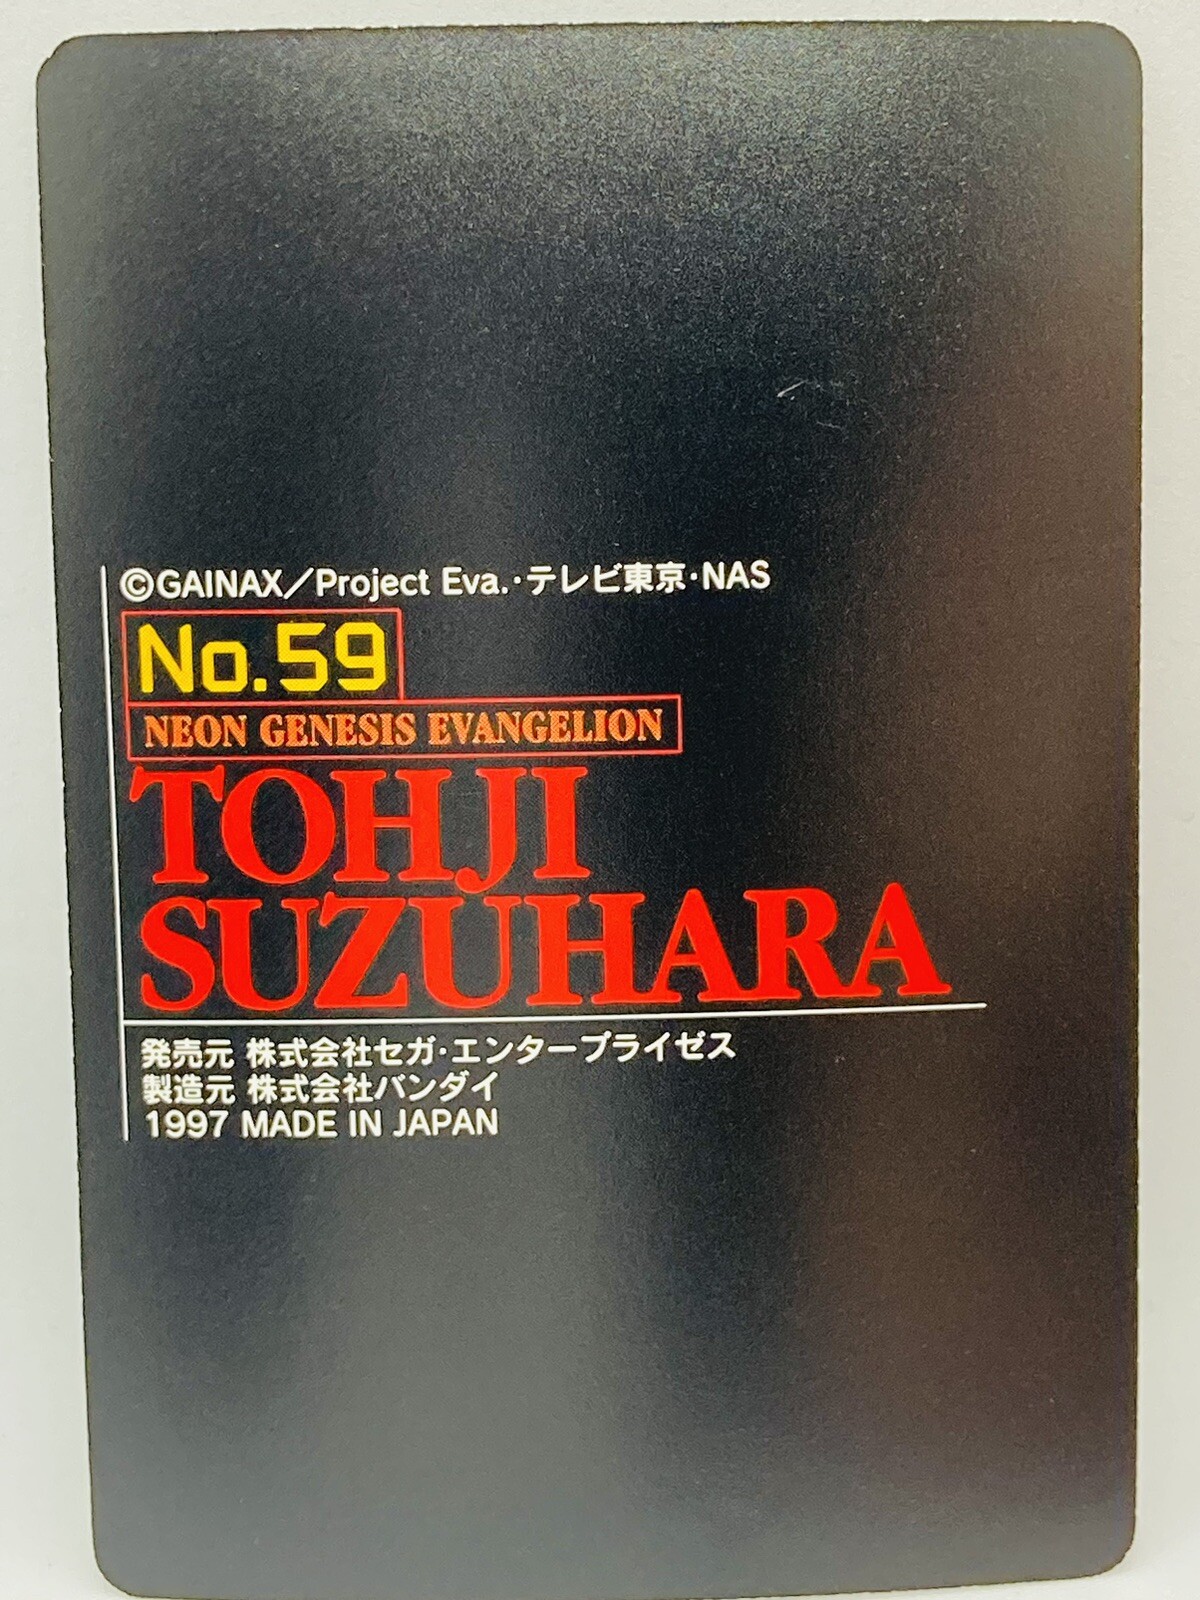 ©GAINAX／Project Eva.･テレビ東京･NAS
No.59
NEON GENESIS EVANGELION
TOHJI
SUZUHARA
発売元 株式会社セガ･エンタープライゼス
製造元 株式会社バンダイ
1997 MADE IN JAPAN